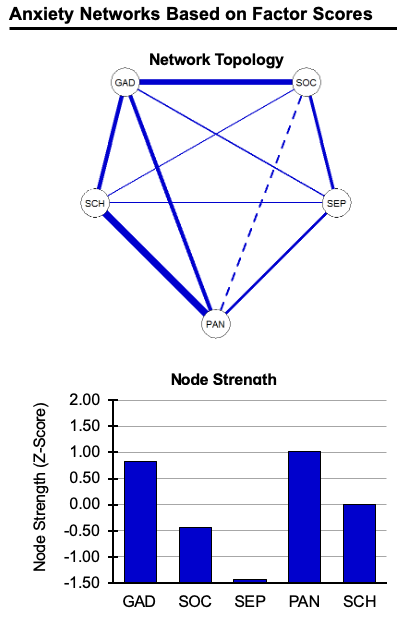 Anxiety Networks Based on Factor Scores
Network Topology
GAD
SOC
SCH
SEP
PAN
Node Strength
Node Strength (Z-Score)
2.00
1.50
1.00
0.50
0.00
-0.50
-1.00
-1.50
GAD SOC SEP PAN SCH